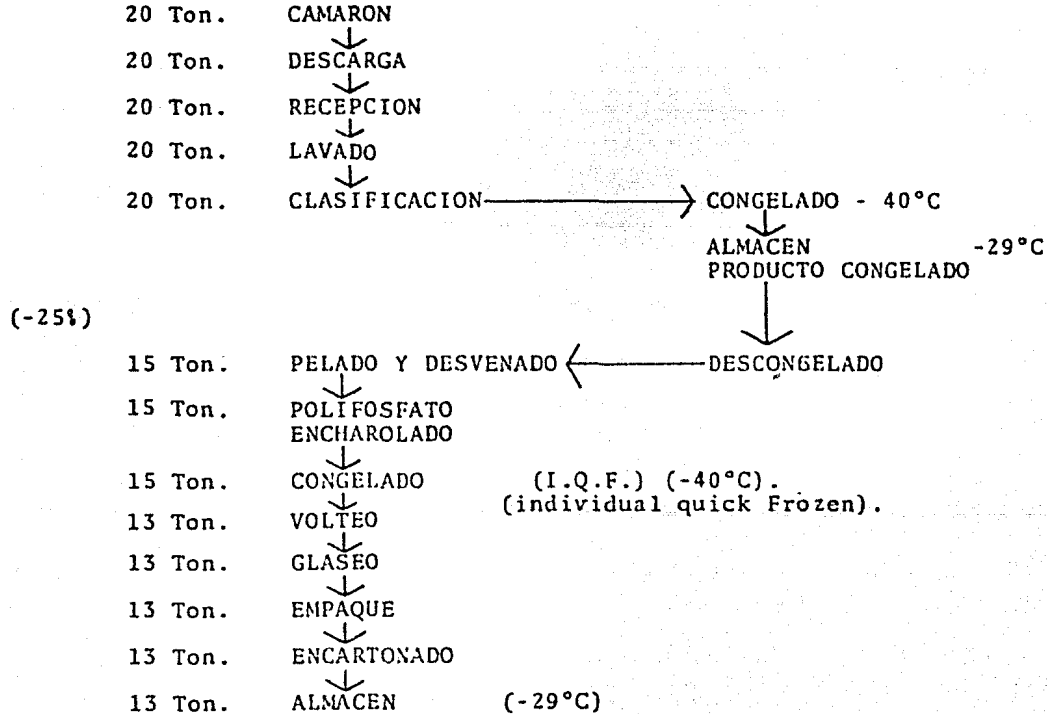 20 Ton. CAMARON
20 Ton. DESCARGA
20 Ton. RECEPCION
20 Ton. LAVADO
20 Ton. CLASIFICACION CONGELADO - 40°C
ALMACEN -29°C
PRODUCTO CONGELADO
(-25%)
15 Ton. PELADO Y DESVENADO DESCONGELADO
15 Ton. POLIFOSFATO
ENCHAROLADO
15 Ton. CONGELADO (I.Q.F.) (-40°C).
(individual quick Frozen).
13 Ton. VOLTEO
13 Ton. GLASEO
13 Ton. EMPAQUE
13 Ton. ENCARTONADO
13 Ton. ALMACEN (-29°C)